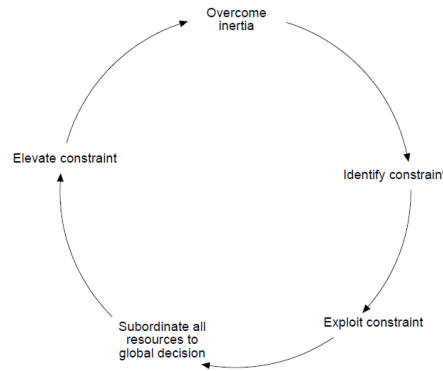 Overcome
inertia
Identify constraint
Exploit constraint
Subordinate all
resources to
global decision
Elevate constraint